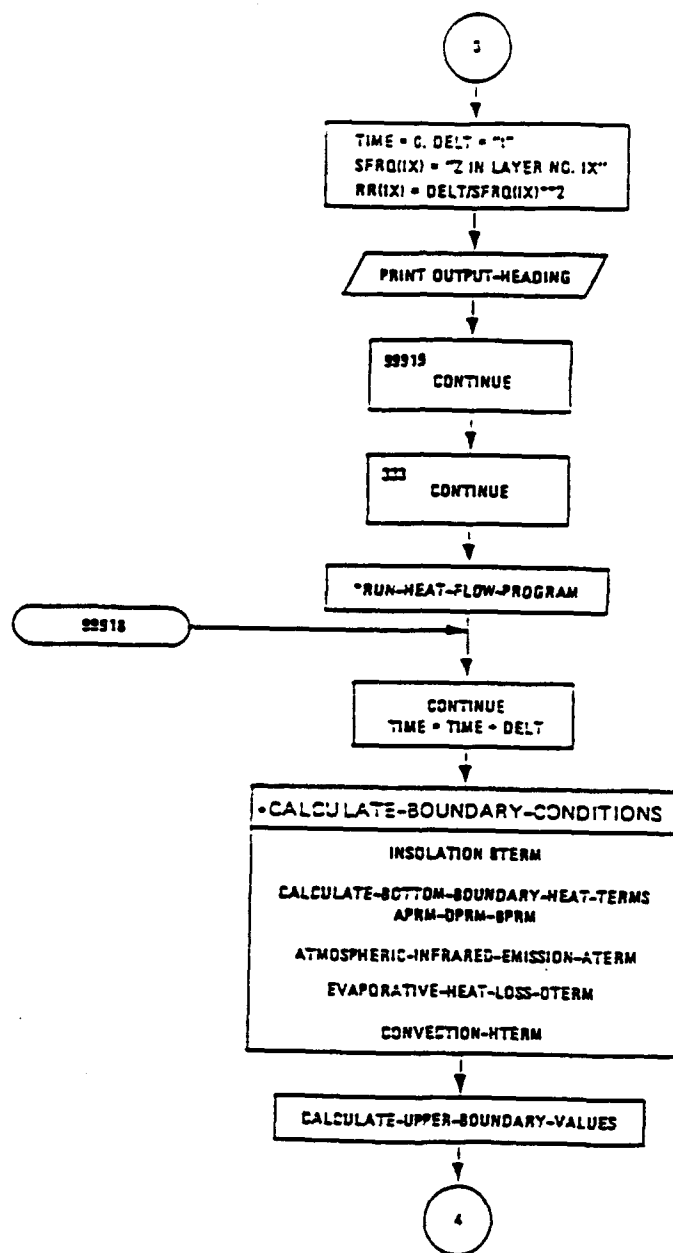 3
TIME = 0. DELT = "1"
SFRQ(IX) = "Z IN LAYER NO. IX"
RR(IX) = DELT/SFRQ(IX)**2
PRINT OUTPUT-HEADING
99919
CONTINUE
333
CONTINUE
*RUN-HEAT-FLOW-PROGRAM
99918
CONTINUE
TIME = TIME + DELT
*CALCULATE-BOUNDARY-CONDITIONS
INSOLATION BTERM
CALCULATE-BOTTOM-BOUNDARY-HEAT-TERMS
APRM-DPRM-BPRM
ATMOSPHERIC-INFRARED-EMISSION-ATERM
EVAPORATIVE-HEAT-LOSS-DTERM
CONVECTION-HTERM
CALCULATE-UPPER-BOUNDARY-VALUES
4